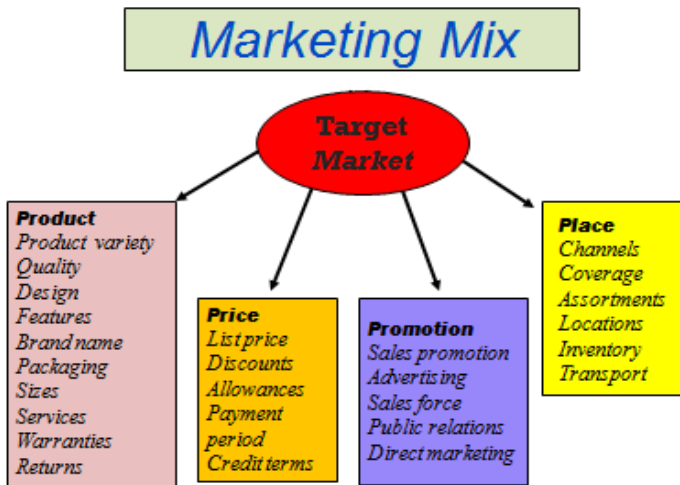 Marketing Mix
Target
Market
Product
Product variety
Quality
Design
Features
Brand name
Packaging
Sizes
Services
Warranties
Returns
Price
List price
Discounts
Allowances
Payment
period
Credit terms
Promotion
Sales promotion
Advertising
Sales force
Public relations
Direct marketing
Place
Channels
Coverage
Assortments
Locations
Inventory
Transport